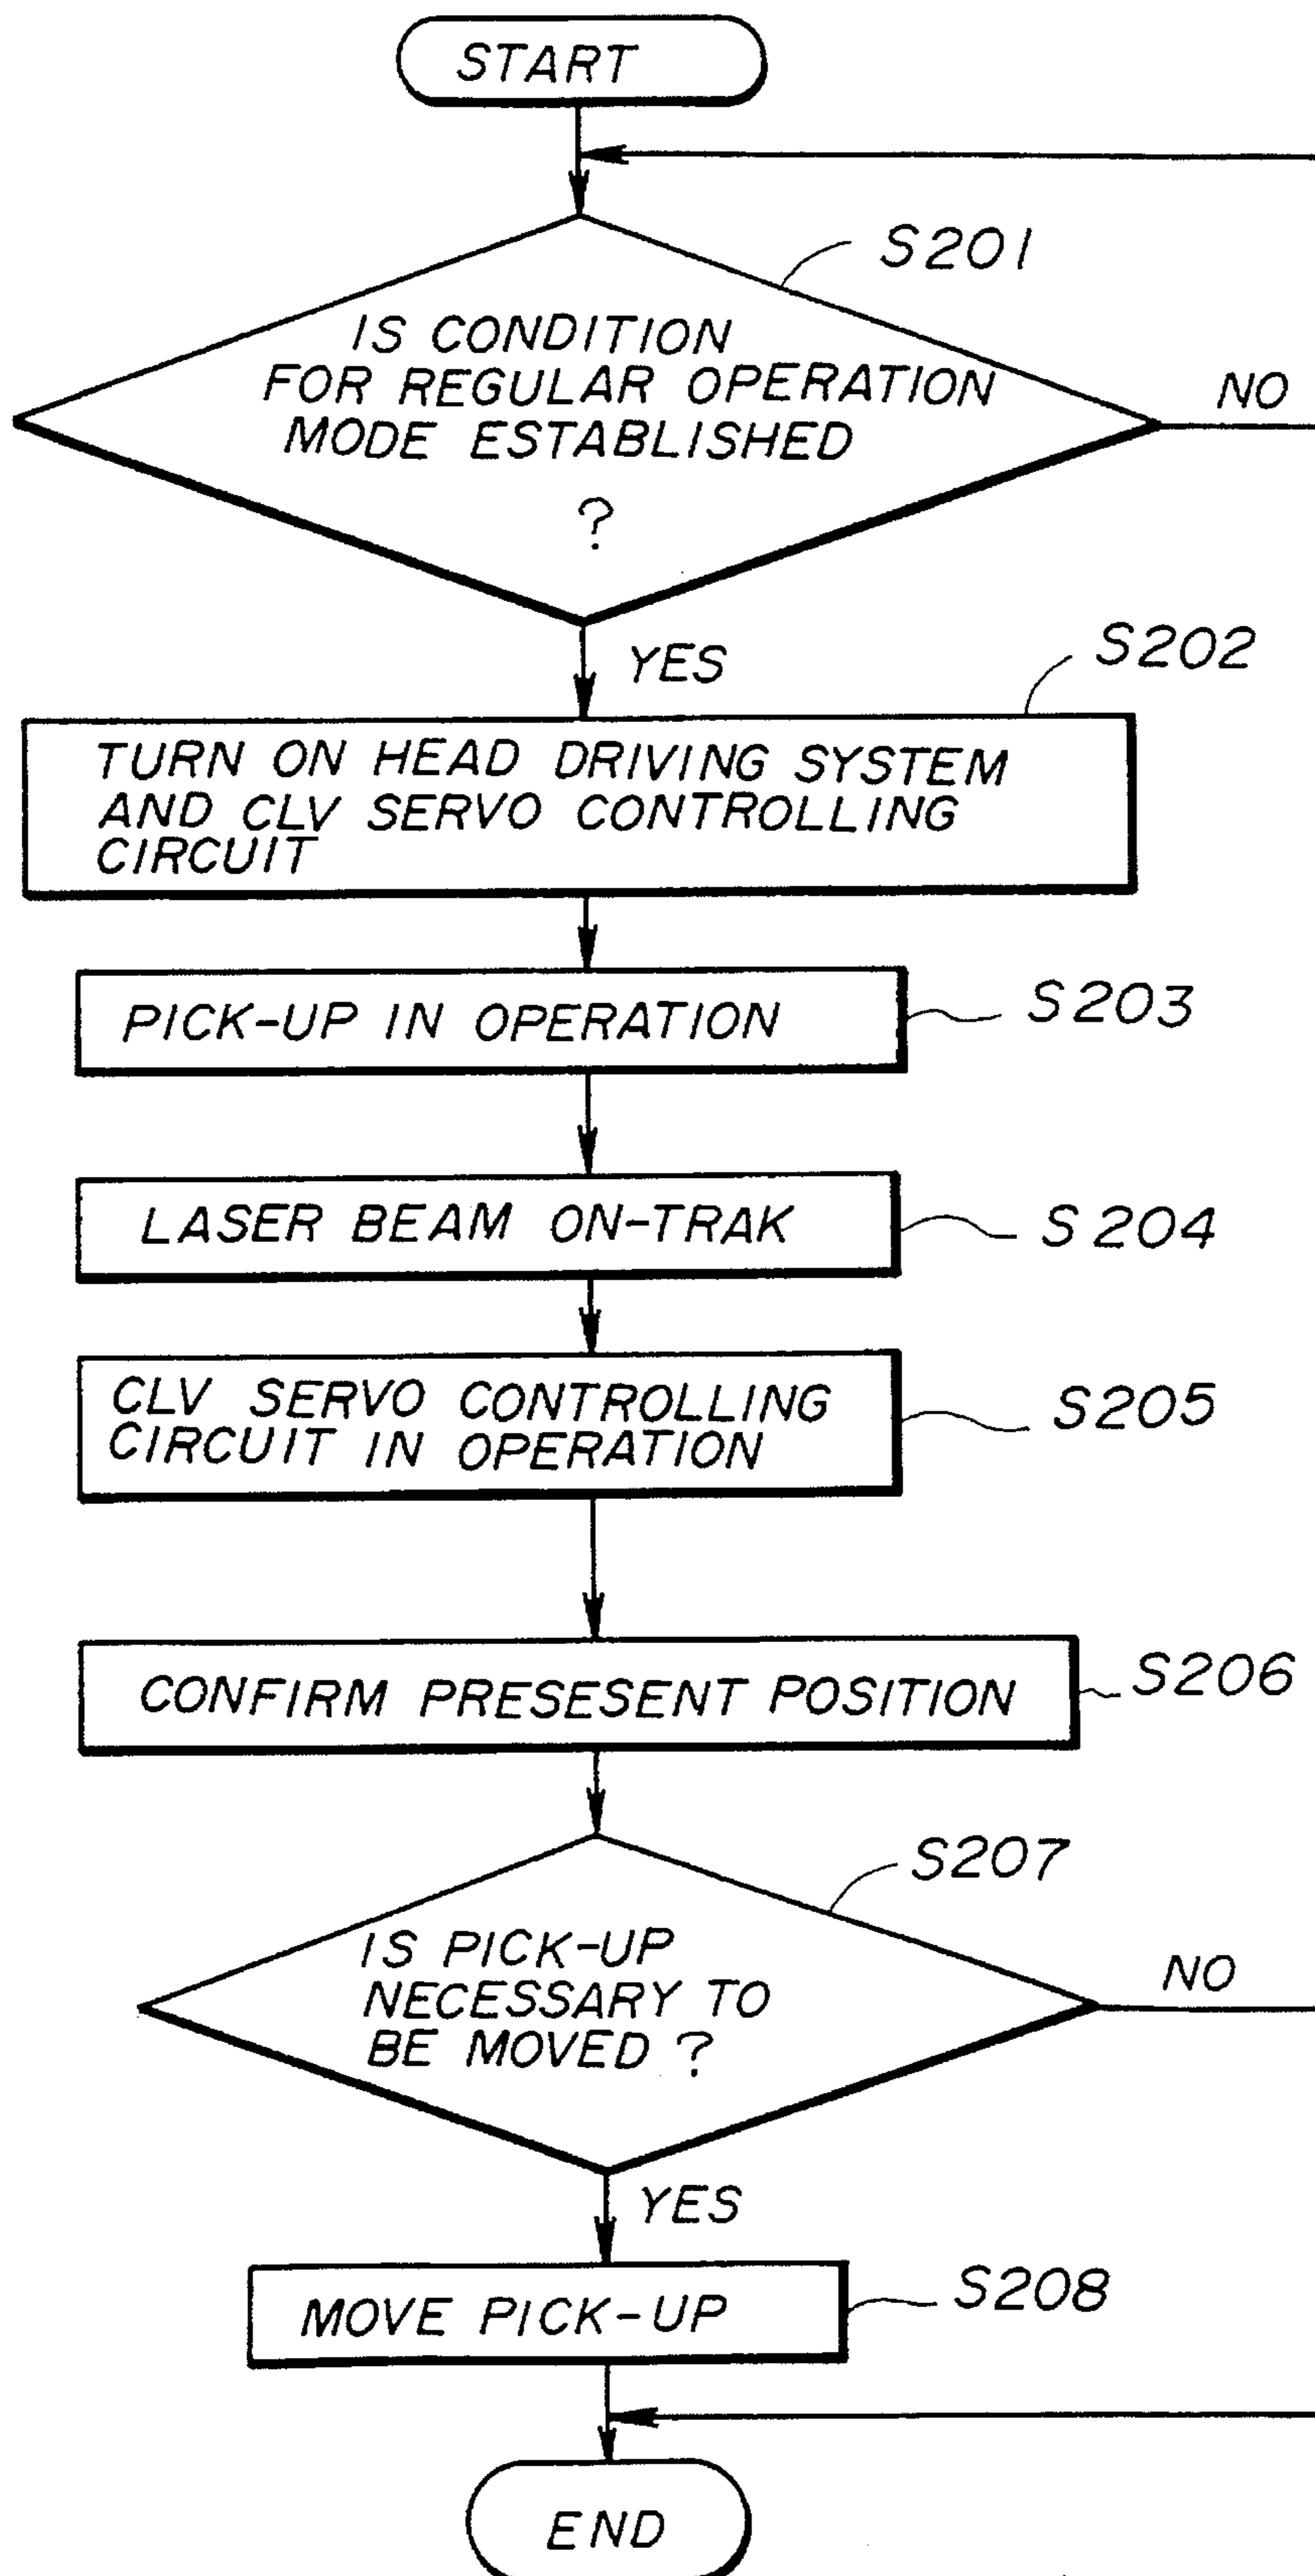 START
S201
IS CONDITION
FOR REGULAR OPERATION
MODE ESTABLISHED
?
NO
YES
S202
TURN ON HEAD DRIVING SYSTEM
AND CLV SERVO CONTROLLING
CIRCUIT
PICK-UP IN OPERATION
S203
LASER BEAM ON-TRAK
S204
CLV SERVO CONTROLLING
CIRCUIT IN OPERATION
S205
CONFIRM PRESESENT POSITION
S206
S207
IS PICK-UP
NECESSARY TO
BE MOVED ?
NO
YES
MOVE PICK-UP
S208
END